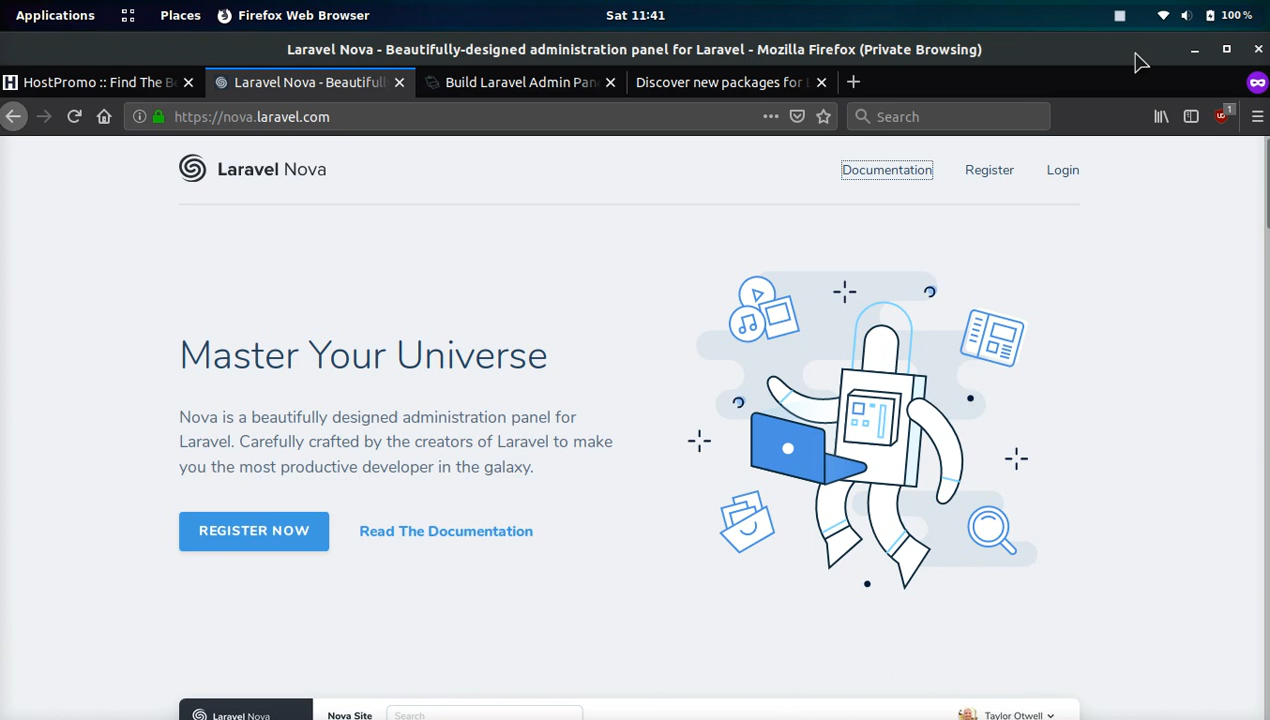 Applications Places Firefox Web Browser Sat 11:41 100 %
Laravel Nova - Beautifully-designed administration panel for Laravel - Mozilla Firefox (Private Browsing)
HostPromo :: Find The Be Laravel Nova - Beautifull Build Laravel Admin Pan Discover new packages for
https://nova.laravel.com Search 1
Laravel Nova Documentation Register Login
Master Your Universe
Nova is a beautifully designed administration panel for
Laravel. Carefully crafted by the creators of Laravel to make
you the most productive developer in the galaxy.
REGISTER NOW Read The Documentation
Laravel Nova Nova Site Search Taylor Otwell